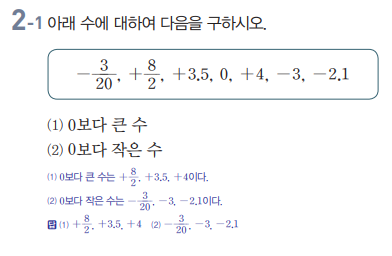 2-1 아래 수에 대하여 다음을 구하시오.
-3/20, +8/2, +3.5, 0, +4, -3, -2.1
(1) 0보다 큰 수
(2) 0보다 작은 수
(1) 0보다 큰 수는 +8/2, +3.5, +4이다.
(2) 0보다 작은 수는 -3/20, -3, -2.1이다.
답 (1) +8/2, +3.5, +4 (2) -3/20, -3, -2.1